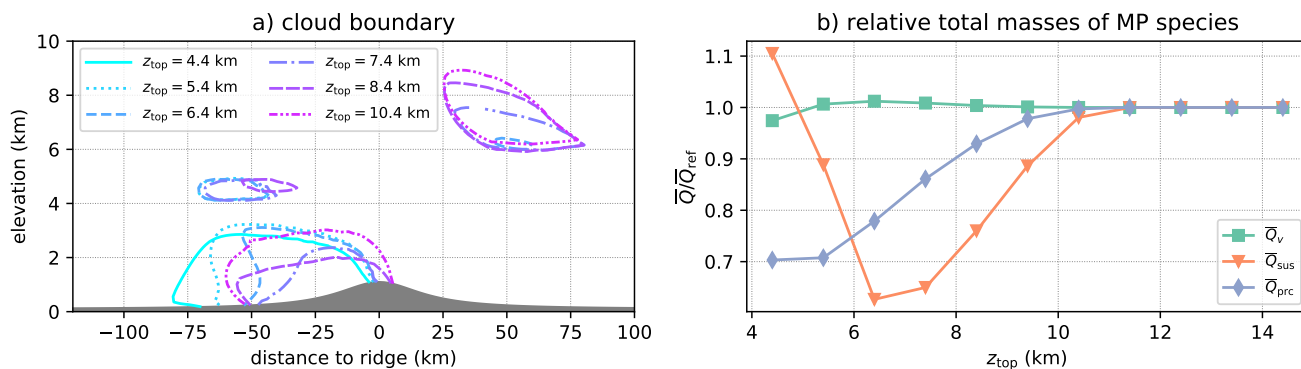 a) cloud boundary
10
8
6
4
2
0
elevation (km)
z_top = 4.4 km
z_top = 5.4 km
z_top = 6.4 km
z_top = 7.4 km
z_top = 8.4 km
z_top = 10.4 km
−100 −75 −50 −25 0 25 50 75 100
distance to ridge (km)
b) relative total masses of MP species
1.1
1.0
0.9
0.8
0.7
Q̅/Q̅_ref
Q̅_v
Q̅_sus
Q̅_prc
4 6 8 10 12 14
z_top (km)